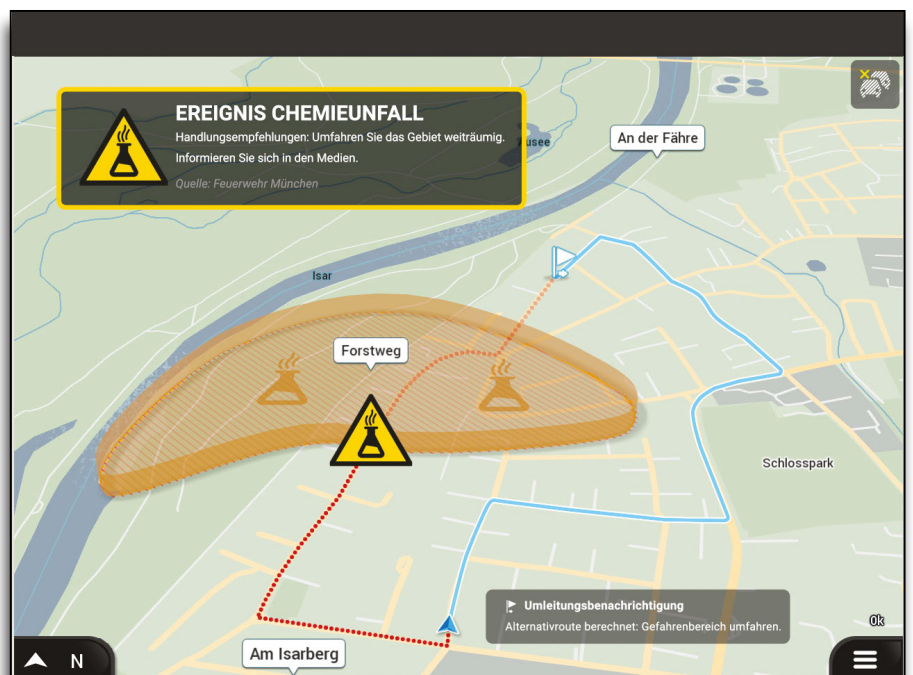 EREIGNIS CHEMIEUNFALL
Handlungsempfehlungen: Umfahren Sie das Gebiet weiträumig.
Informieren Sie sich in den Medien.
Quelle: Feuerwehr München
An der Fähre
Isar
Forstweg
Schlosspark
Umleitungsbenachrichtigung
Alternativroute berechnet: Gefahrenbereich umfahren.
Am Isarberg
N